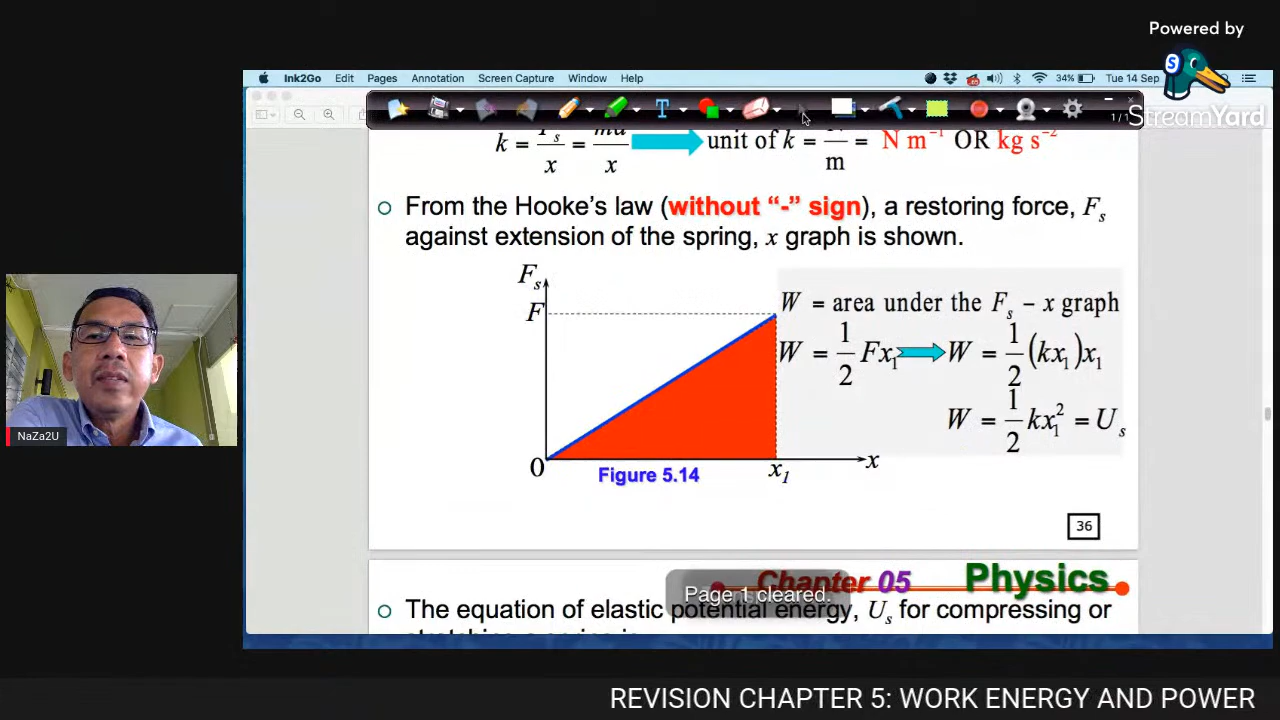 Powered by
StreamYard
Ink2Go Edit Pages Annotation Screen Capture Window Help
34% Tue 14 Sep
1/1
k = F s / x = ma / x unit of k = N / m = N m⁻¹ OR kg s⁻²
From the Hooke's law (without “-” sign), a restoring force, Fs
against extension of the spring, x graph is shown.
Fs
F
W = area under the Fs – x graph
W = 1/2 Fx₁ W = 1/2 (kx₁)x₁
W = 1/2 kx₁² = Us
0
x1
x
Figure 5.14
36
NaZa2U
Chapter 05 Physics
Page 1 cleared.
The equation of elastic potential energy, Us for compressing or
REVISION CHAPTER 5: WORK ENERGY AND POWER